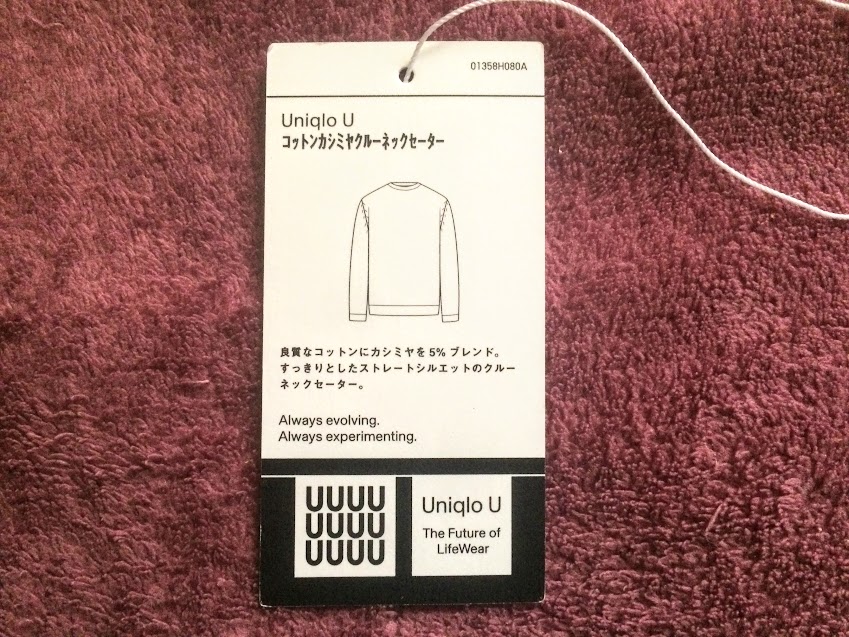 01358H080A
Uniqlo U
コットンカシミヤクルーネックセーター
良質なコットンにカシミヤを5%ブレンド。
すっきりとしたストレートシルエットのクルー
ネックセーター。
Always evolving.
Always experimenting.
UUUU
UUUU
UUUU
Uniqlo U
The Future of
LifeWear